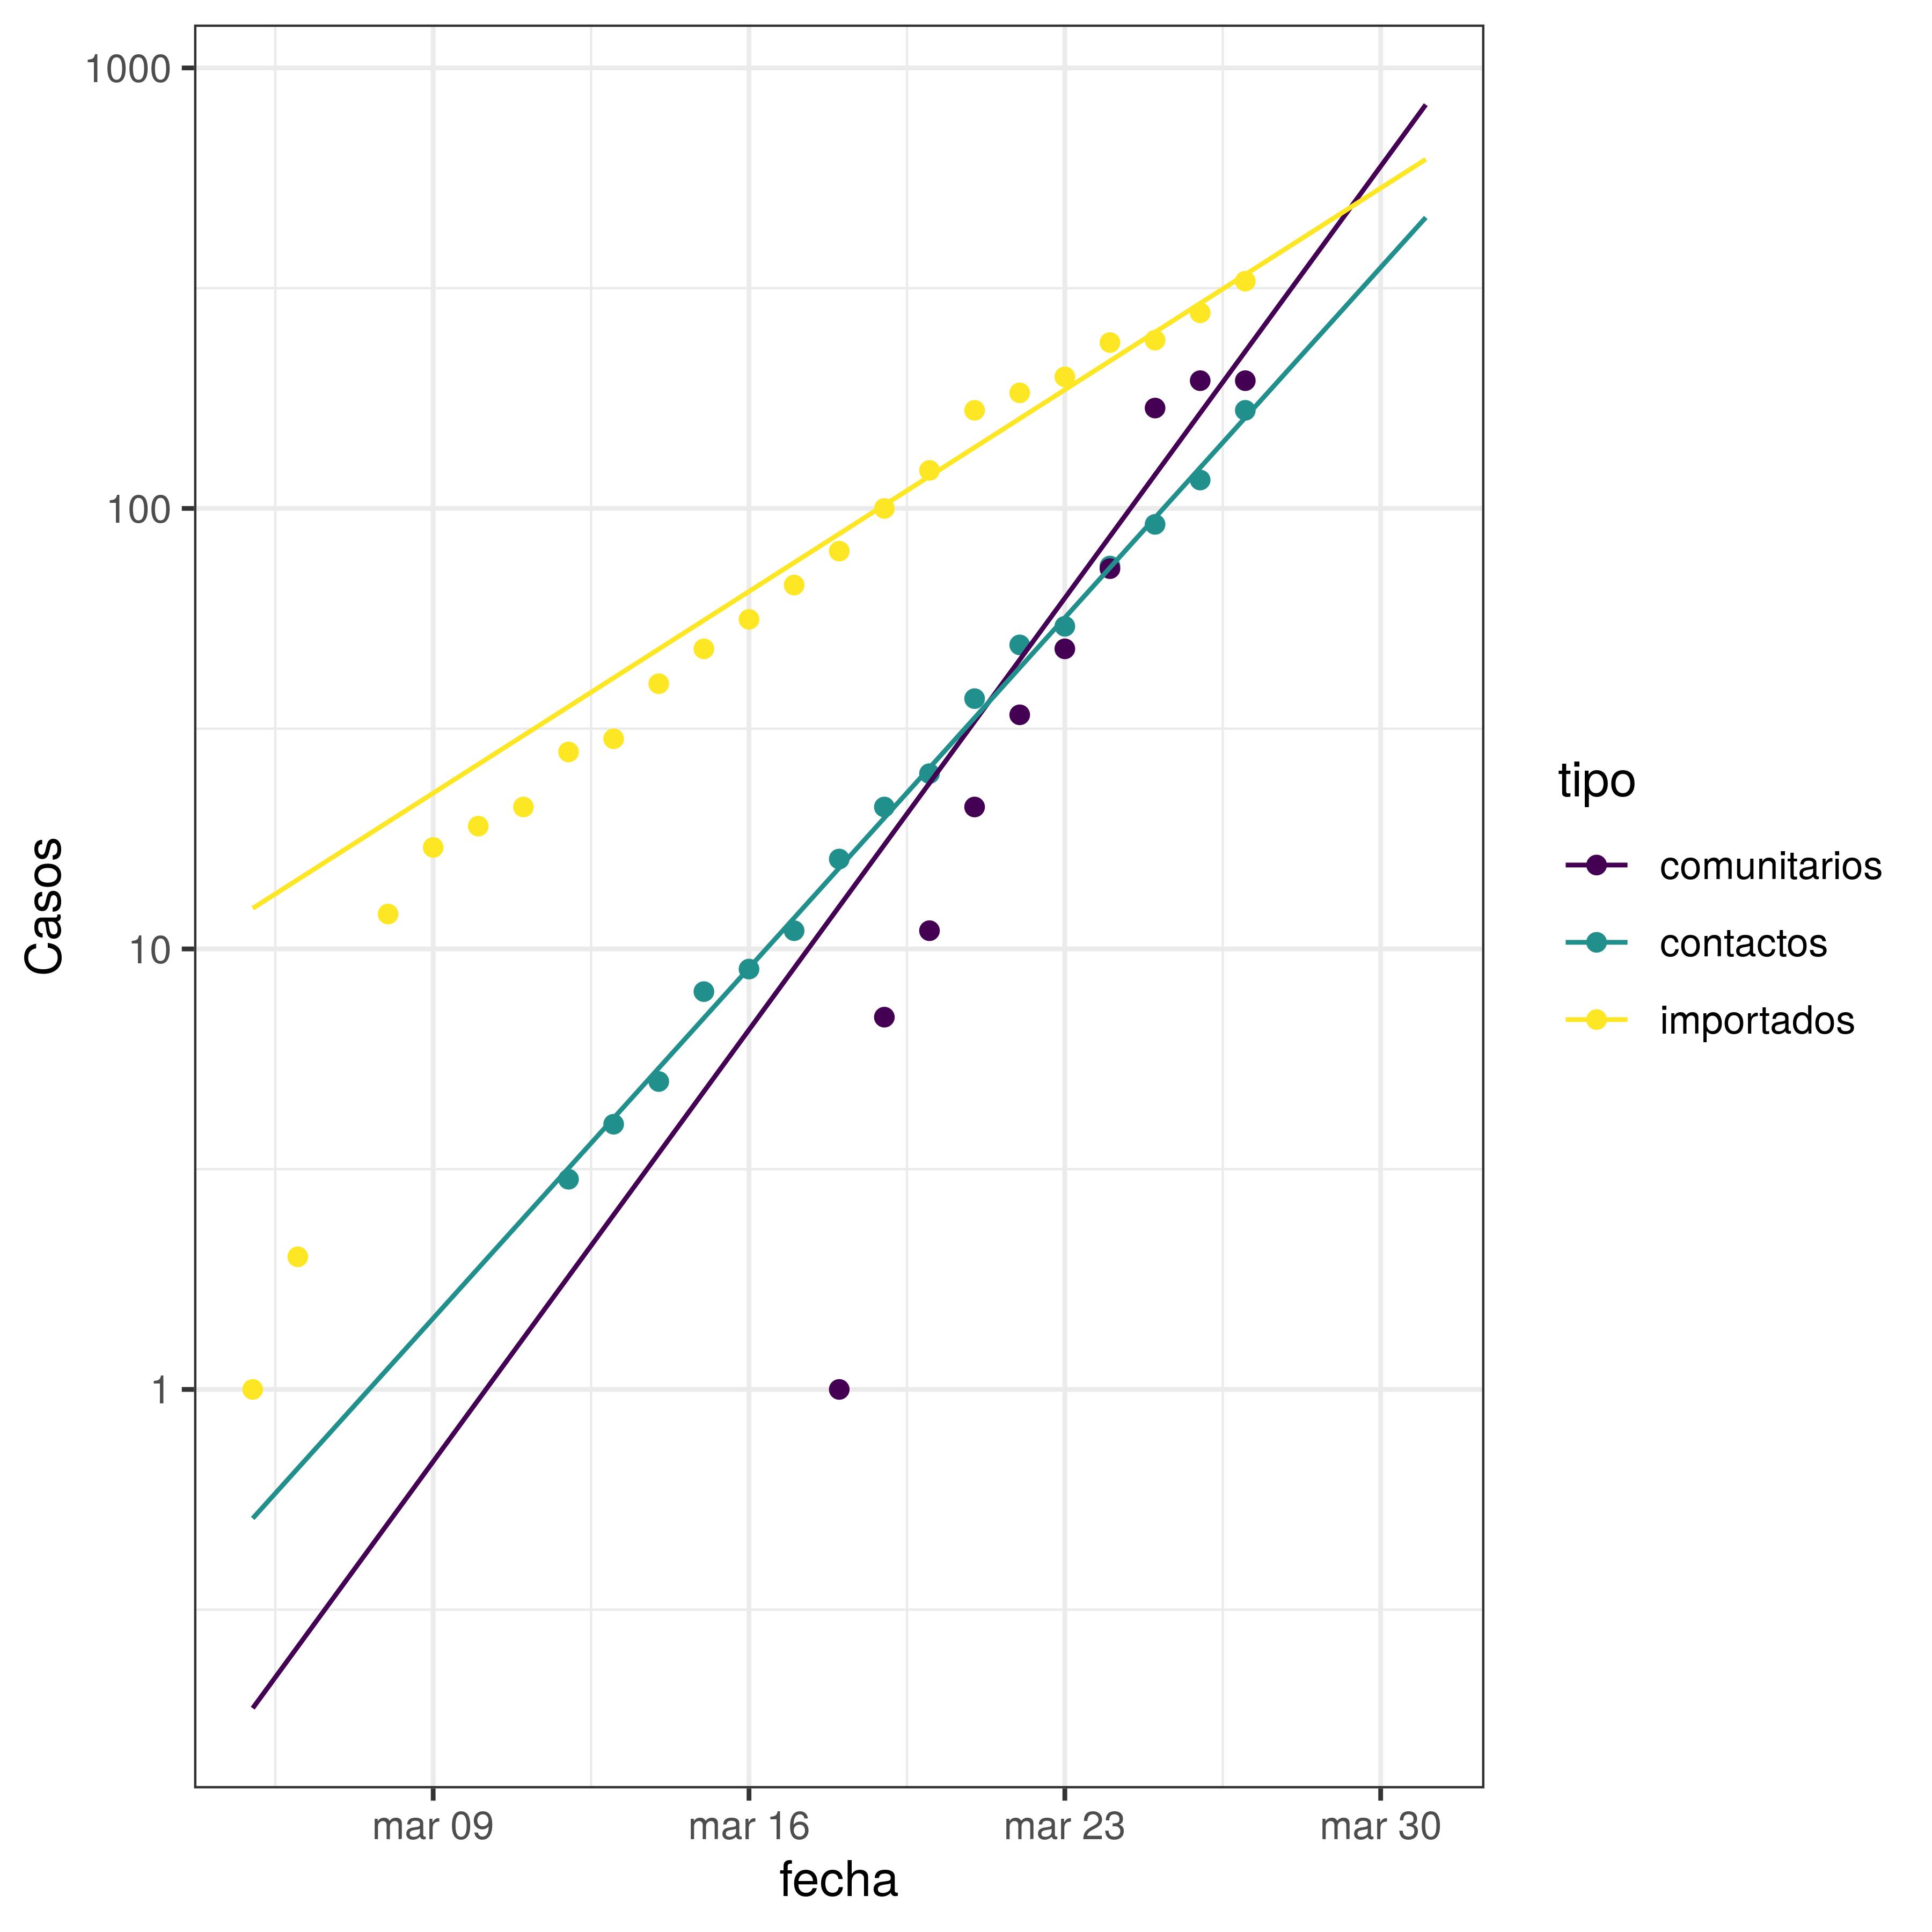 1000
100
10
1
Casos
mar 09
mar 16
mar 23
mar 30
fecha
tipo
comunitarios
contactos
importados